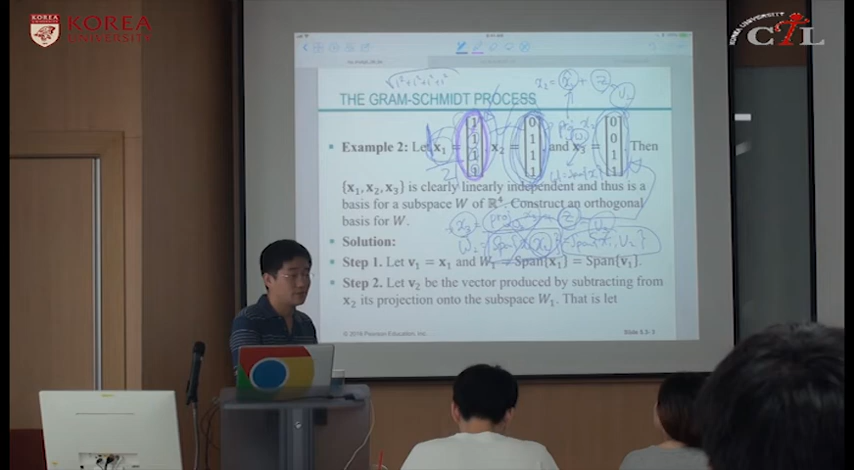 KOREA
UNIVERSITY
KOREA UNIVERSITY
CTL
THE GRAM-SCHMIDT PROCESS
▪ Example 2: Let x₁ = [1 1 1 1], x₂ = [0 1 1 1] and x₃ = [0 0 1 1] Then
{x₁, x₂, x₃} is clearly linearly independent and thus is a
basis for a subspace W of ℝ⁴. Construct an orthogonal
basis for W.
▪ Solution:
▪ Step 1. Let v₁ = x₁ and W₁ = Span{x₁} = Span{v₁}.
▪ Step 2. Let v₂ be the vector produced by subtracting from
x₂ its projection onto the subspace W₁. That is let
© 2016 Pearson Education, Inc.